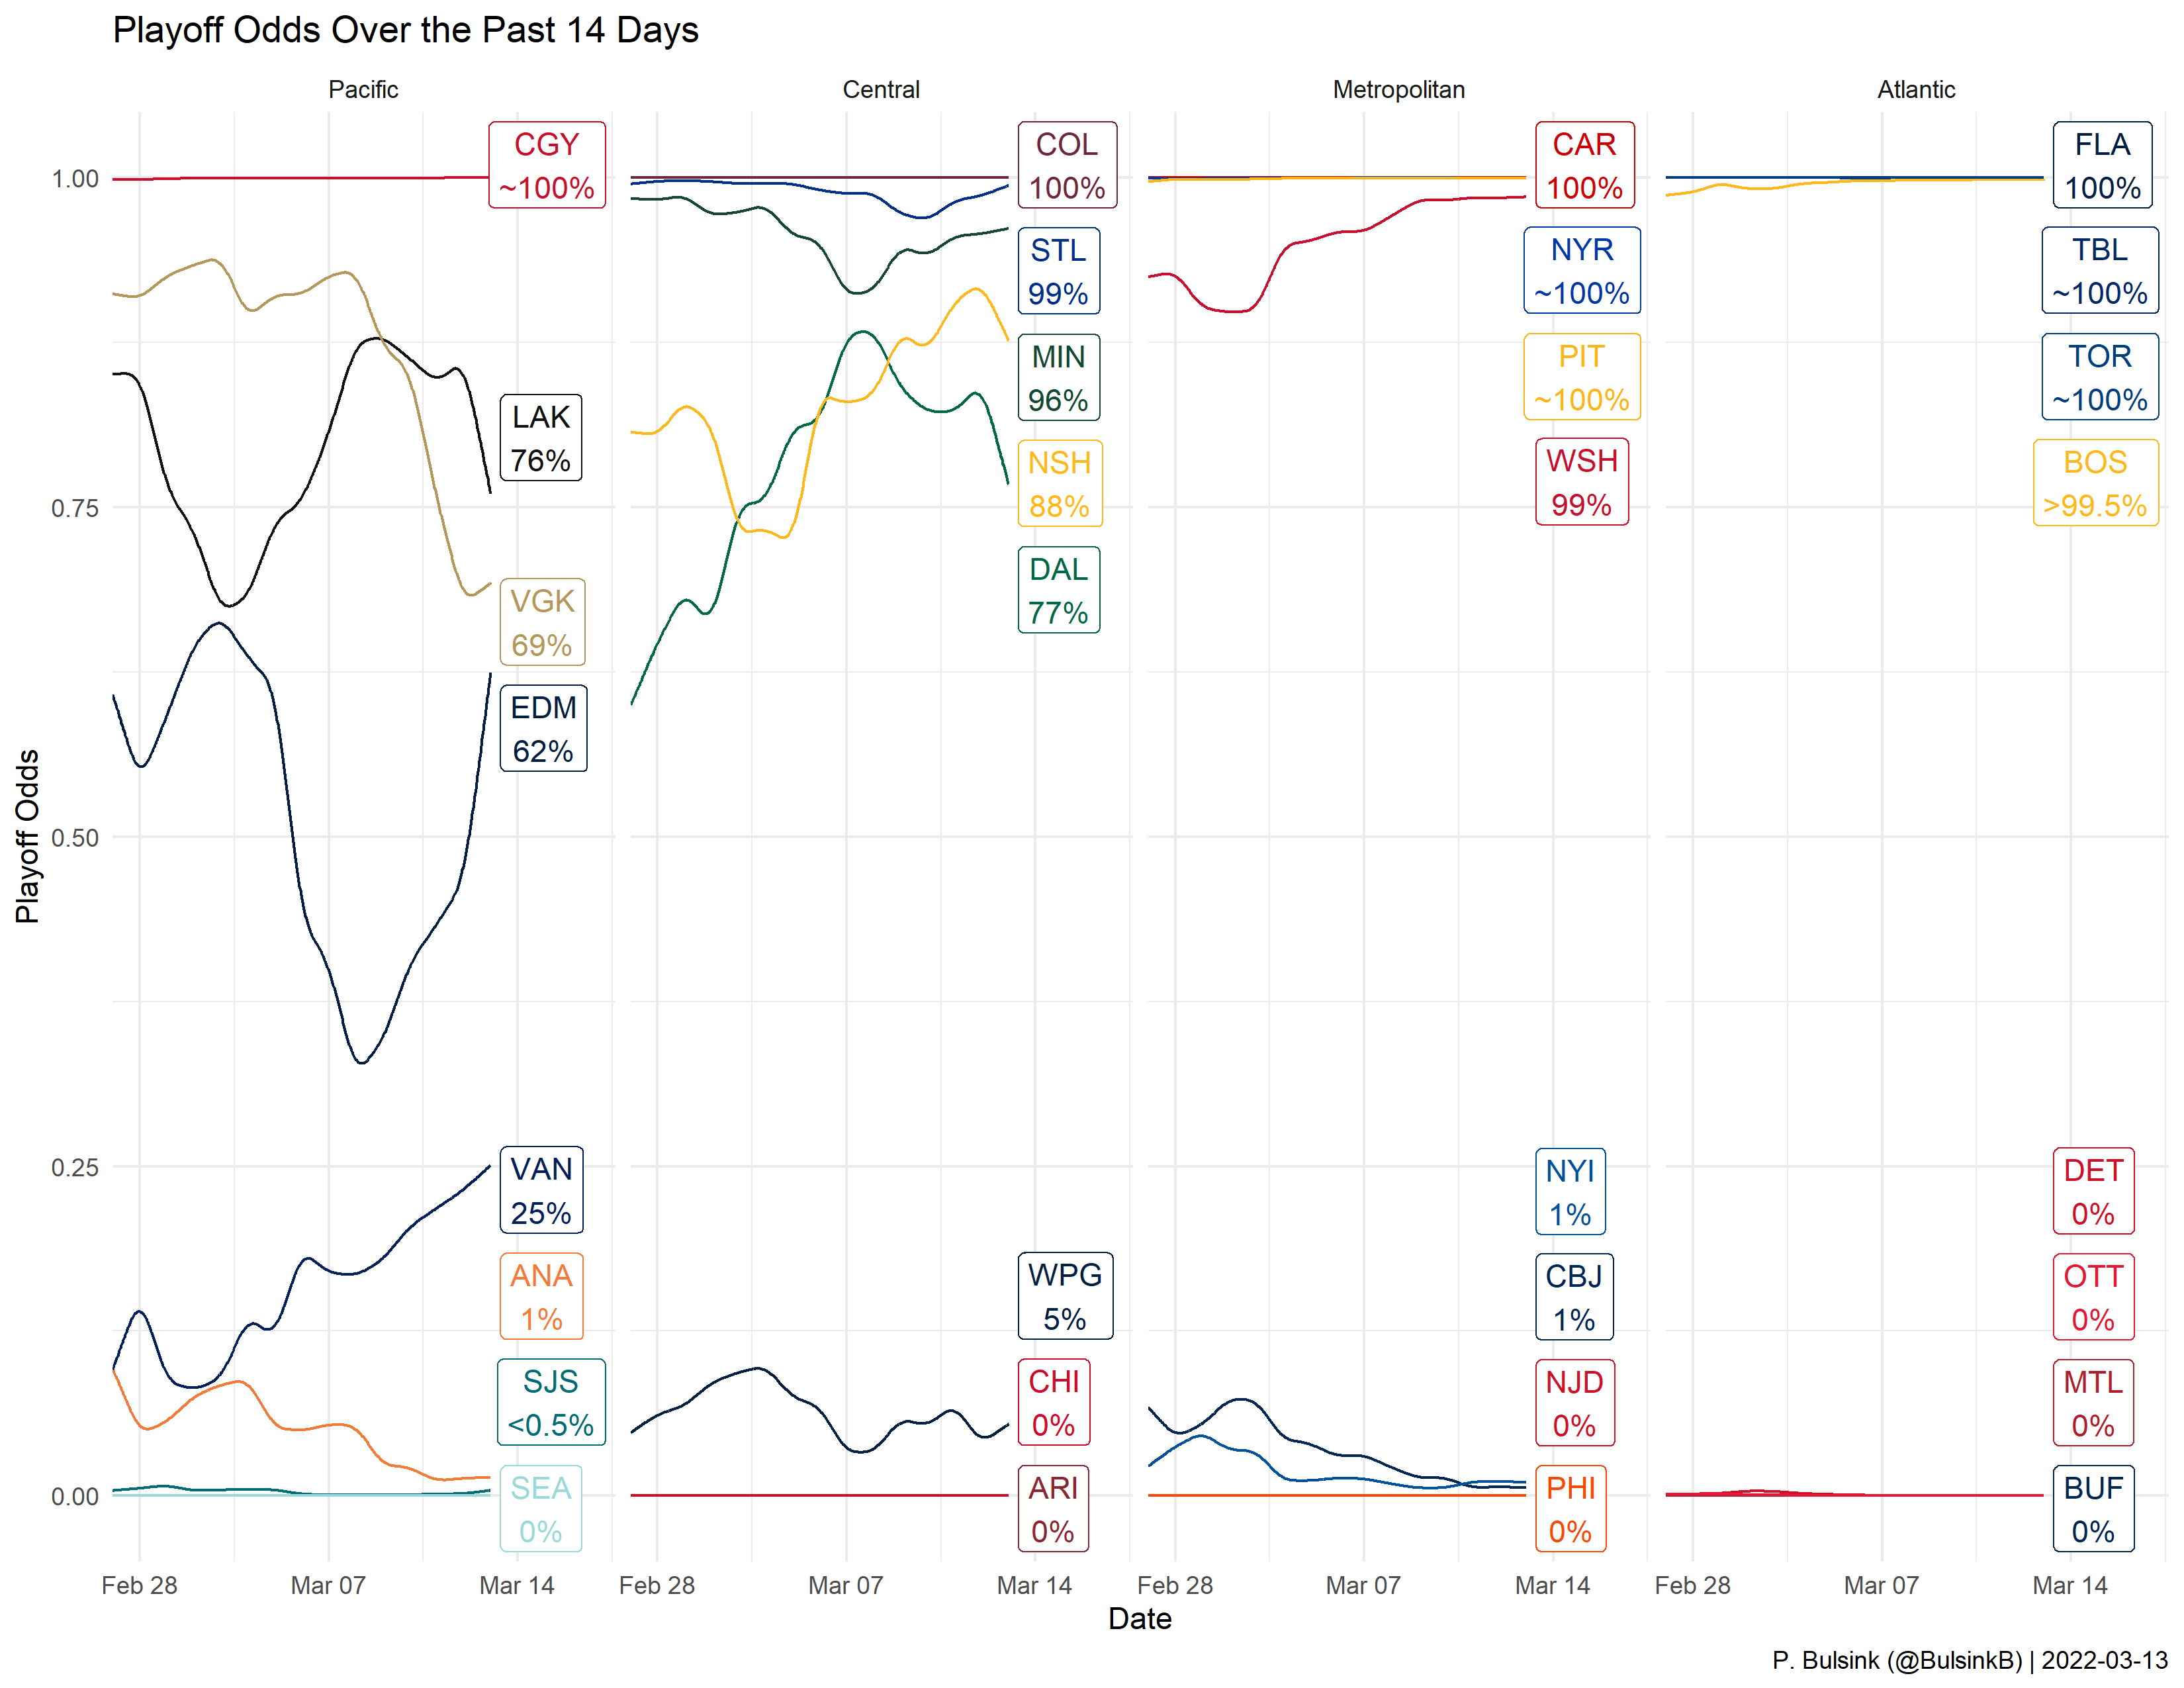 Playoff Odds Over the Past 14 Days
Pacific
Central
Metropolitan
Atlantic
Playoff Odds
1.00
0.75
0.50
0.25
0.00
CGY
~100%
LAK
76%
VGK
69%
EDM
62%
VAN
25%
ANA
1%
SJS
<0.5%
SEA
0%
COL
100%
STL
99%
MIN
96%
NSH
88%
DAL
77%
WPG
5%
CHI
0%
ARI
0%
CAR
100%
NYR
~100%
PIT
~100%
WSH
99%
NYI
1%
CBJ
1%
NJD
0%
PHI
0%
FLA
100%
TBL
~100%
TOR
~100%
BOS
>99.5%
DET
0%
OTT
0%
MTL
0%
BUF
0%
Feb 28 Mar 07 Mar 14
Feb 28 Mar 07 Mar 14
Feb 28 Mar 07 Mar 14
Feb 28 Mar 07 Mar 14
Date
P. Bulsink (@BulsinkB) | 2022-03-13